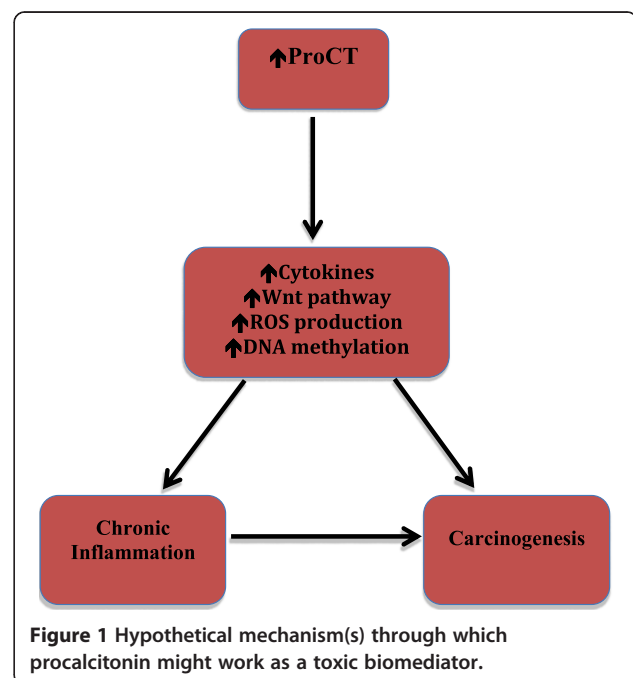 ↑ProCT
↑Cytokines
↑Wnt pathway
↑ROS production
↑DNA methylation
Chronic
Inflammation
Carcinogenesis
Figure 1 Hypothetical mechanism(s) through which
procalcitonin might work as a toxic biomediator.